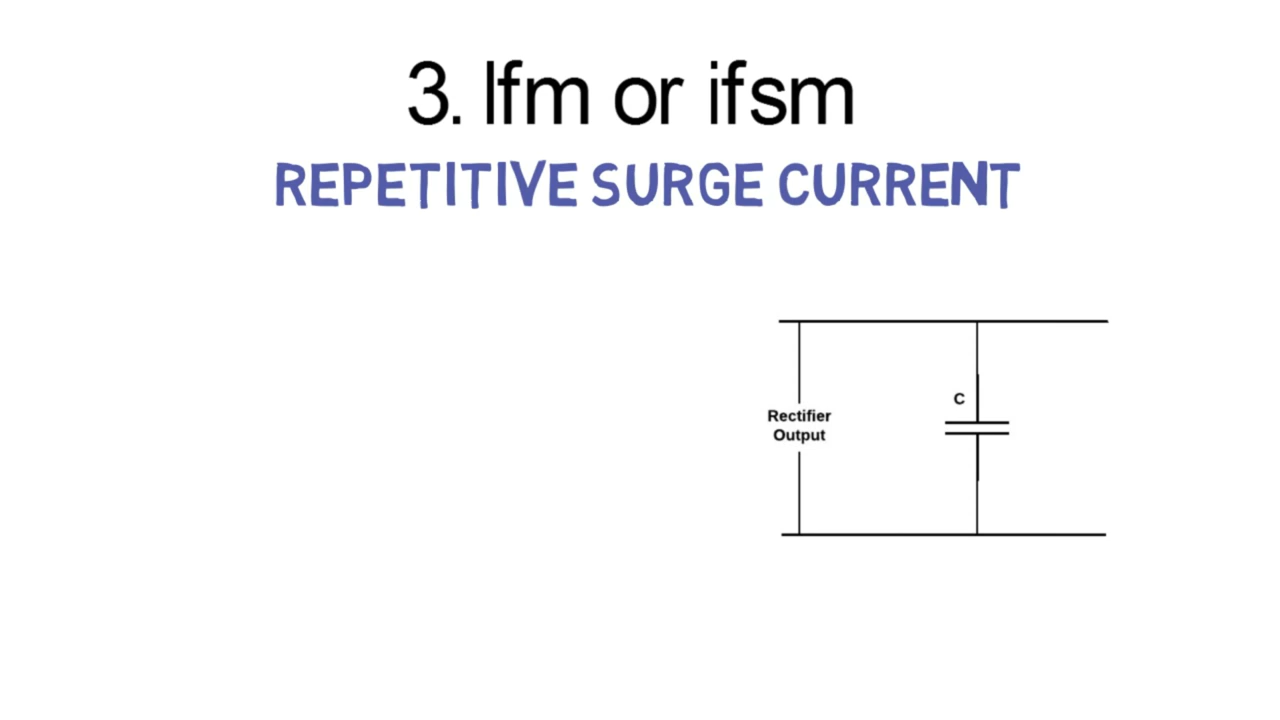 3. Ifm or ifsm
REPETITIVE SURGE CURRENT
C
Rectifier
Output